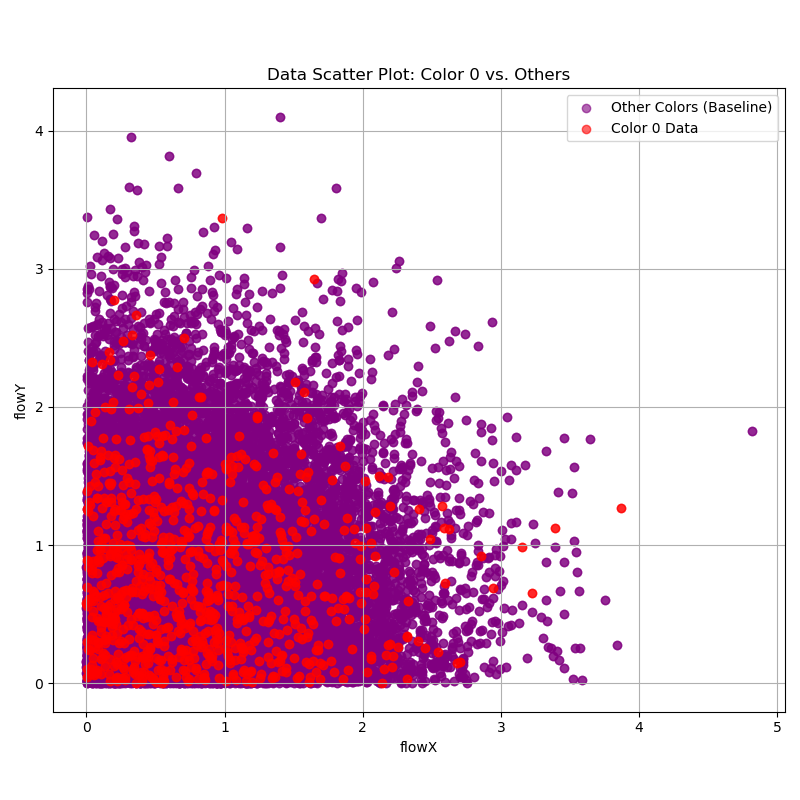 Data Scatter Plot: Color 0 vs. Others
Other Colors (Baseline)
Color 0 Data
4
3
2
1
0
flowY
0 1 2 3 4 5
flowX